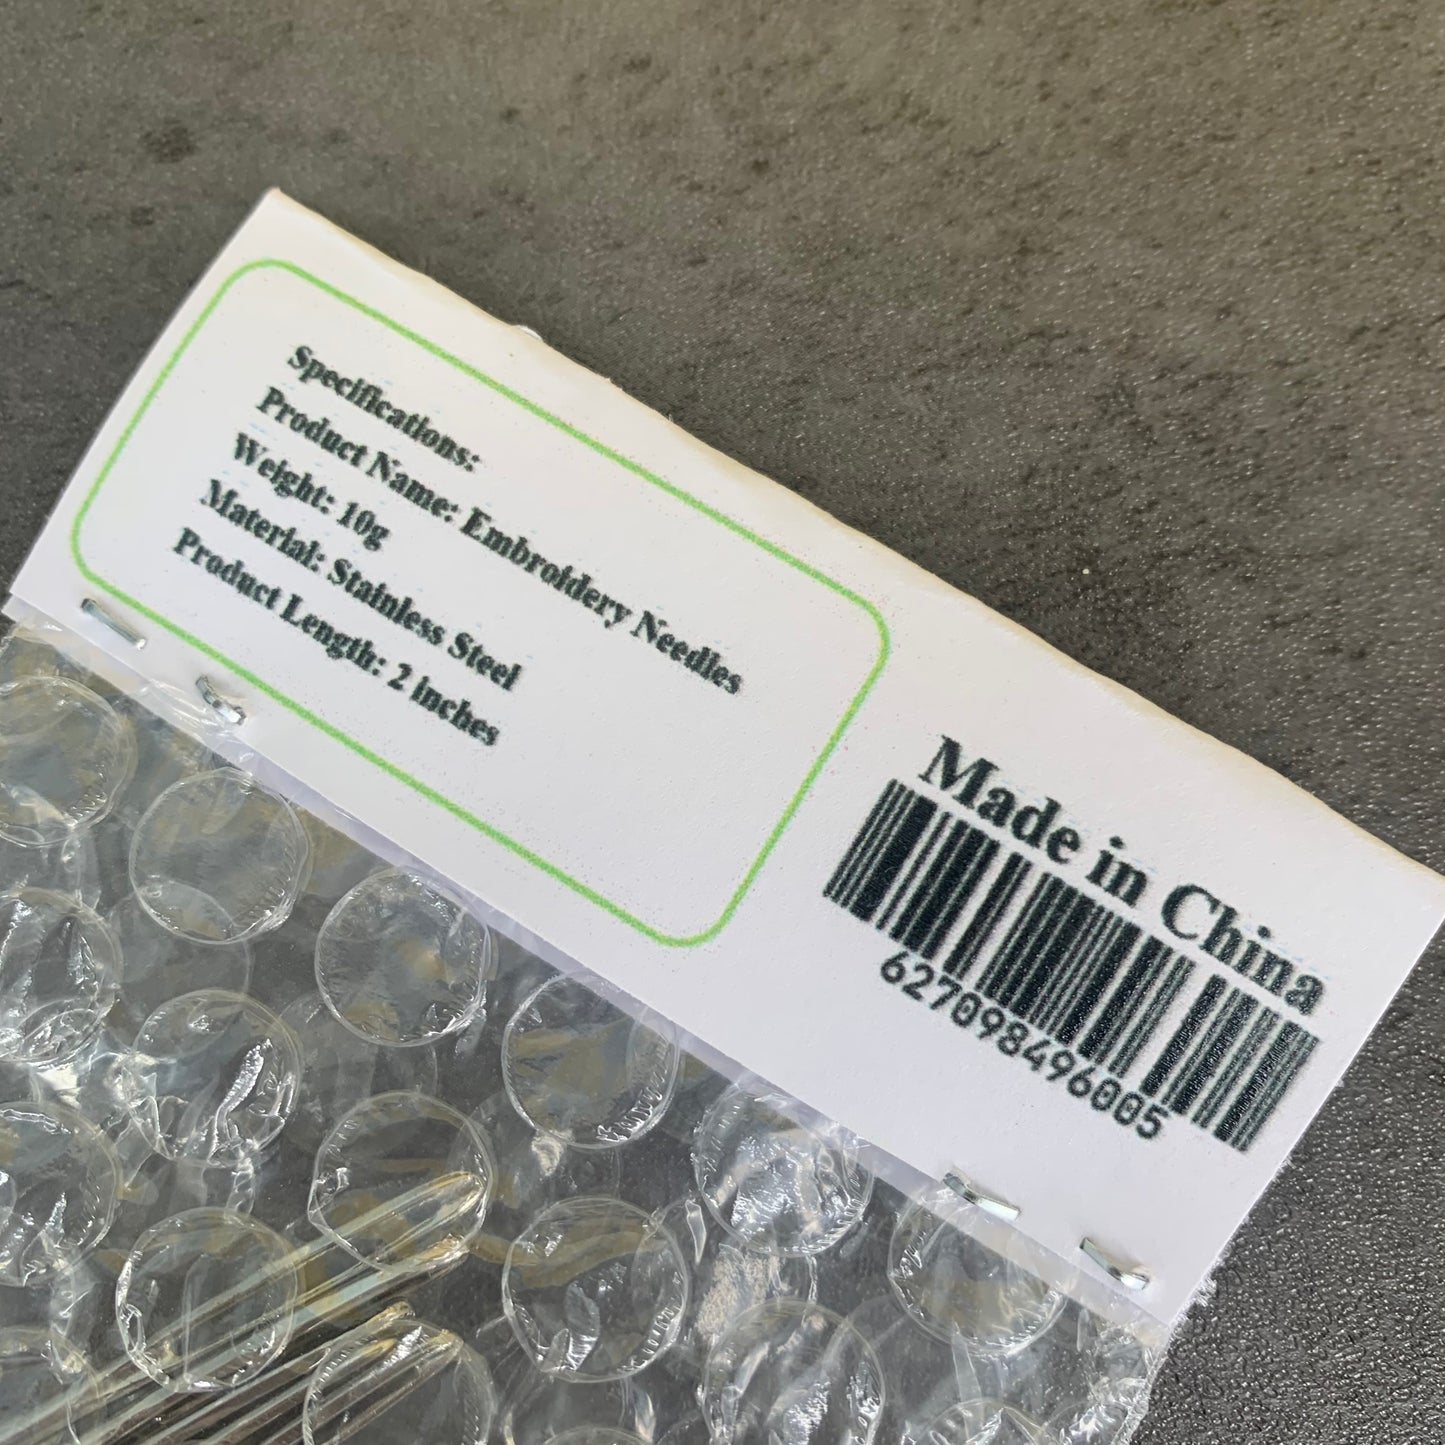 Specifications:
Product Name: Embroidery Needles
Weight: 10g
Material: Stainless Steel
Product Length: 2 inches
Made in China
627098496005